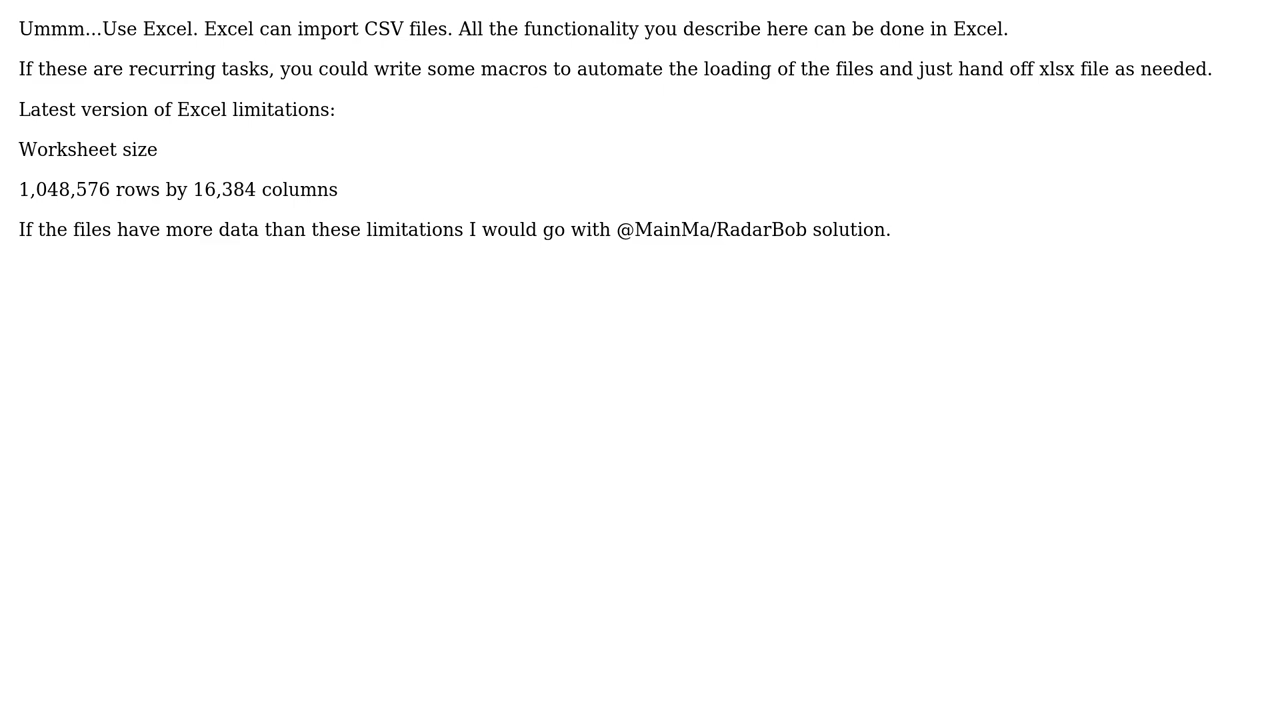 Ummm...Use Excel. Excel can import CSV files. All the functionality you describe here can be done in Excel.
If these are recurring tasks, you could write some macros to automate the loading of the files and just hand off xlsx file as needed.
Latest version of Excel limitations:
Worksheet size
1,048,576 rows by 16,384 columns
If the files have more data than these limitations I would go with @MainMa/RadarBob solution.